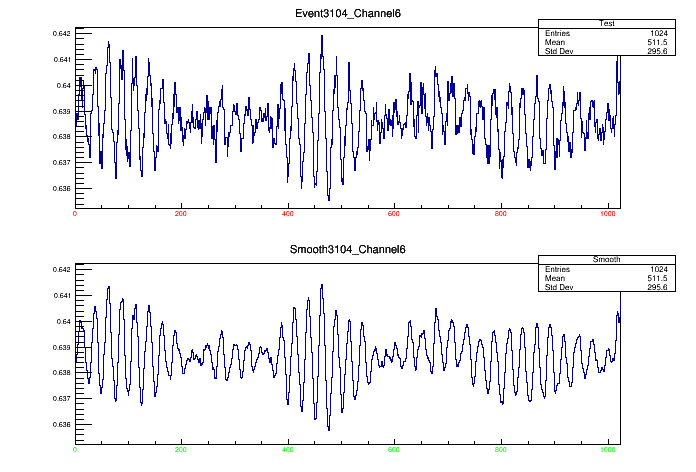 Event3104_Channel6
Test
Entries 1024
Mean 511.5
Std Dev 295.6
0.642
0.641
0.64
0.639
0.638
0.637
0.636
0 200 400 600 800 1000
Smooth3104_Channel6
Smooth
Entries 1024
Mean 511.5
Std Dev 295.6
0.642
0.641
0.64
0.639
0.638
0.637
0.636
0 200 400 600 800 1000